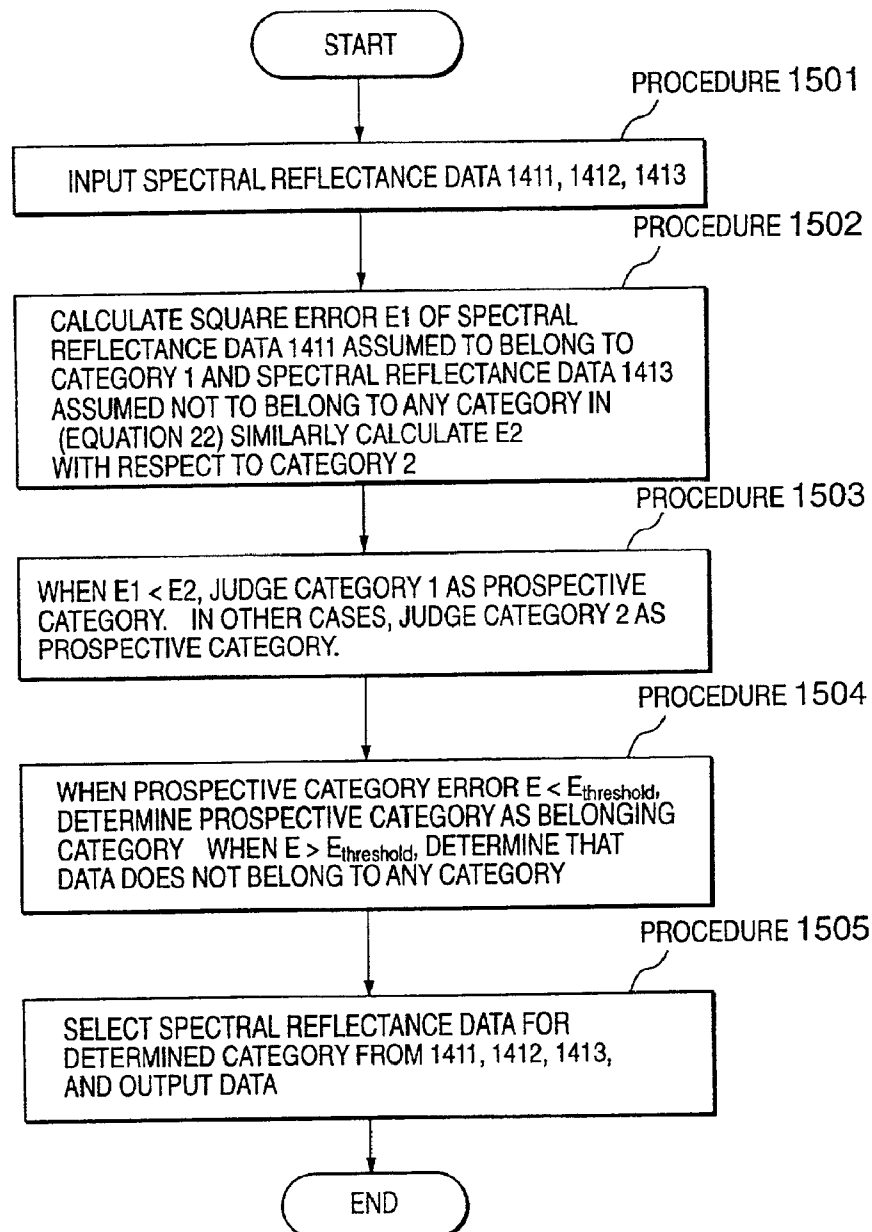 START
PROCEDURE 1501
INPUT SPECTRAL REFLECTANCE DATA 1411, 1412, 1413
PROCEDURE 1502
CALCULATE SQUARE ERROR E1 OF SPECTRAL
REFLECTANCE DATA 1411 ASSUMED TO BELONG TO
CATEGORY 1 AND SPECTRAL REFLECTANCE DATA 1413
ASSUMED NOT TO BELONG TO ANY CATEGORY IN
(EQUATION 22) SIMILARLY CALCULATE E2
WITH RESPECT TO CATEGORY 2
PROCEDURE 1503
WHEN E1 < E2, JUDGE CATEGORY 1 AS PROSPECTIVE
CATEGORY. IN OTHER CASES, JUDGE CATEGORY 2 AS
PROSPECTIVE CATEGORY.
PROCEDURE 1504
WHEN PROSPECTIVE CATEGORY ERROR E < Ethreshold,
DETERMINE PROSPECTIVE CATEGORY AS BELONGING
CATEGORY WHEN E > Ethreshold, DETERMINE THAT
DATA DOES NOT BELONG TO ANY CATEGORY
PROCEDURE 1505
SELECT SPECTRAL REFLECTANCE DATA FOR
DETERMINED CATEGORY FROM 1411, 1412, 1413,
AND OUTPUT DATA
END